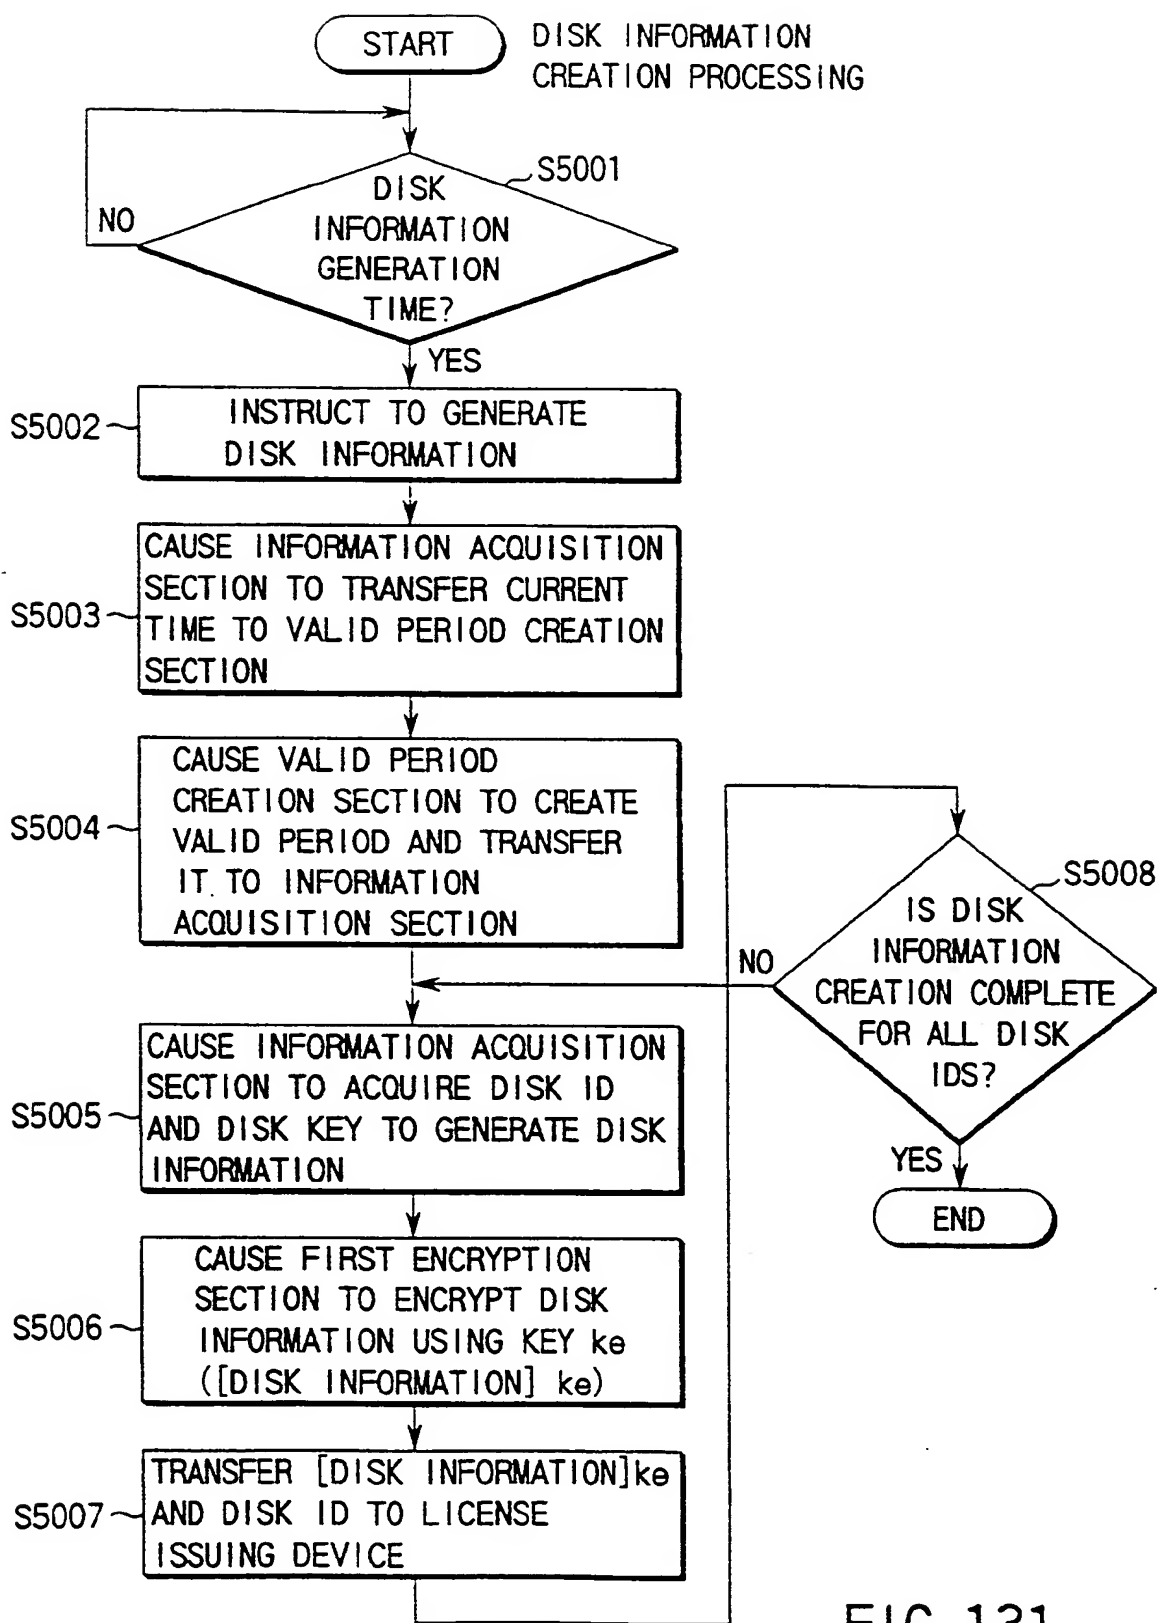 START
DISK INFORMATION
CREATION PROCESSING
S5001
DISK
INFORMATION
GENERATION
TIME?
NO
YES
S5002
INSTRUCT TO GENERATE
DISK INFORMATION
S5003
CAUSE INFORMATION ACQUISITION
SECTION TO TRANSFER CURRENT
TIME TO VALID PERIOD CREATION
SECTION
S5004
CAUSE VALID PERIOD
CREATION SECTION TO CREATE
VALID PERIOD AND TRANSFER
IT TO INFORMATION
ACQUISITION SECTION
S5005
CAUSE INFORMATION ACQUISITION
SECTION TO ACQUIRE DISK ID
AND DISK KEY TO GENERATE DISK
INFORMATION
S5006
CAUSE FIRST ENCRYPTION
SECTION TO ENCRYPT DISK
INFORMATION USING KEY ke
([DISK INFORMATION] ke)
S5007
TRANSFER [DISK INFORMATION]ke
AND DISK ID TO LICENSE
ISSUING DEVICE
S5008
IS DISK
INFORMATION
CREATION COMPLETE
FOR ALL DISK
IDS?
NO
YES
END
FIG. 121